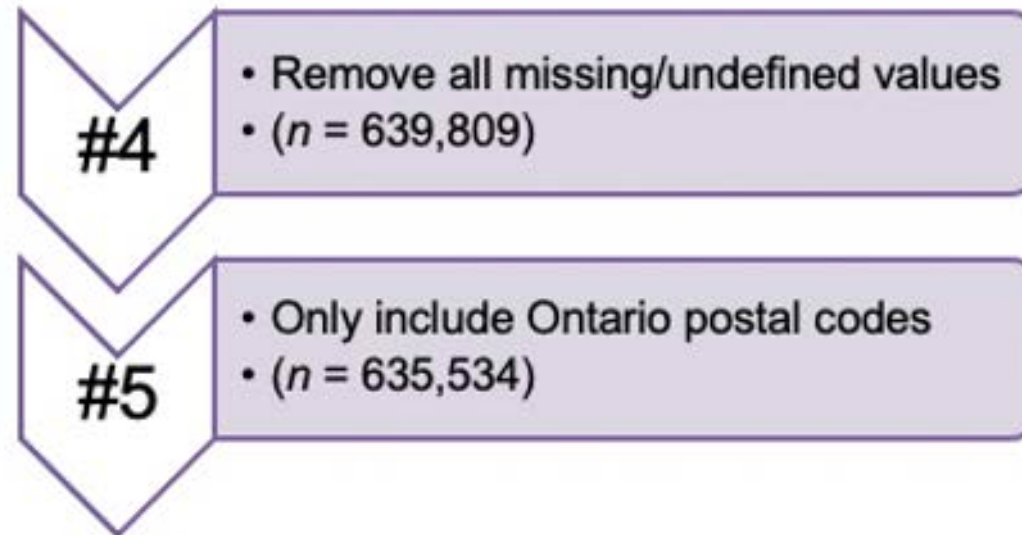 #4
• Remove all missing/undefined values
• (n = 639,809)
#5
• Only include Ontario postal codes
• (n = 635,534)